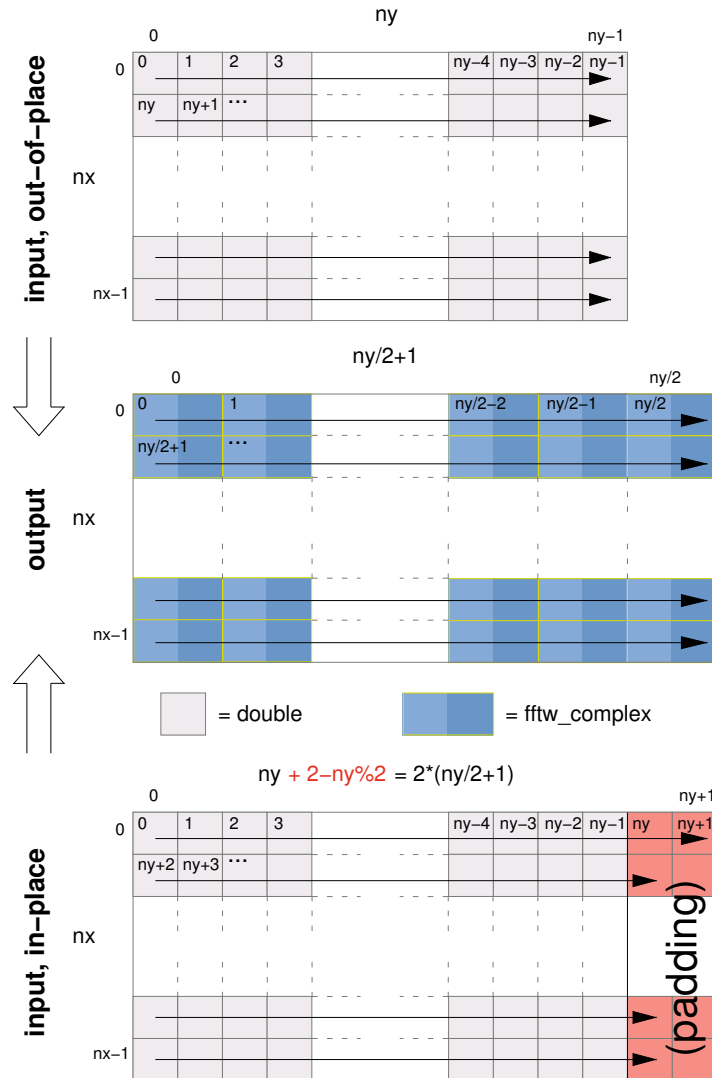 ny
0 ny−1
0 0 1 2 3 ny−4 ny−3 ny−2 ny−1
ny ny+1 ...
input, out−of−place
nx
nx−1
ny/2+1
0 ny/2
0 0 1 ny/2−2 ny/2−1 ny/2
ny/2+1 ...
output
nx
nx−1
= double = fftw_complex
ny + 2−ny%2 = 2*(ny/2+1)
0 ny+1
0 0 1 2 3 ny−4 ny−3 ny−2 ny−1 ny ny+1
ny+2 ny+3 ...
input, in−place
nx
(padding)
nx−1